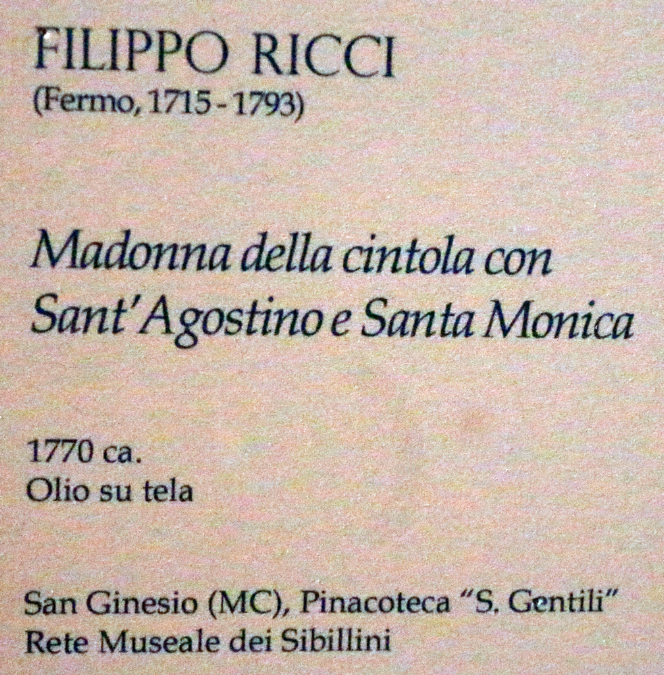 FILIPPO RICCI
(Fermo, 1715 - 1793)
Madonna della cintola con
Sant'Agostino e Santa Monica
1770 ca.
Olio su tela
San Ginesio (MC), Pinacoteca “S. Gentili”
Rete Museale dei Sibillini